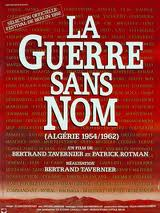 SÉLECTION OFFICIELLE
FESTIVAL DE BERLIN 1992
LA
GUERRE
SANS
NOM
(ALGÉRIE 1954/1962)
UN FILM DE
BERTRAND TAVERNIER ET PATRICK ROTMAN
RÉALISATION
BERTRAND TAVERNIER